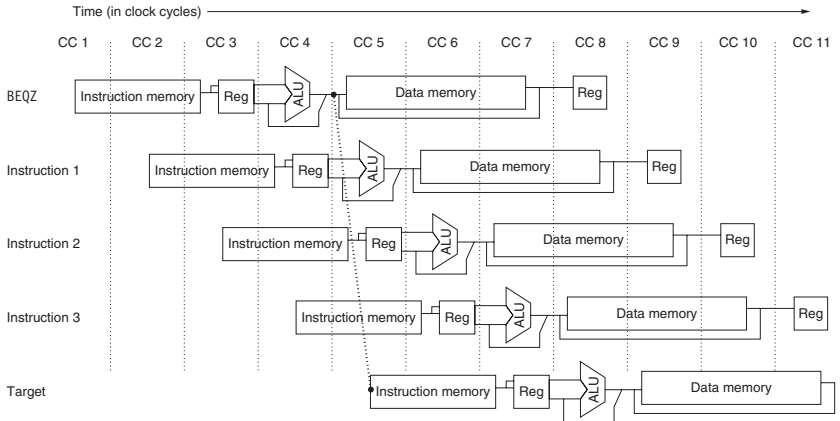 Time (in clock cycles)
CC 1 CC 2 CC 3 CC 4 CC 5 CC 6 CC 7 CC 8 CC 9 CC 10 CC 11
BEQZ Instruction memory Reg ALU Data memory Reg
Instruction 1 Instruction memory Reg ALU Data memory Reg
Instruction 2 Instruction memory Reg ALU Data memory Reg
Instruction 3 Instruction memory Reg ALU Data memory Reg
Target Instruction memory Reg ALU Data memory